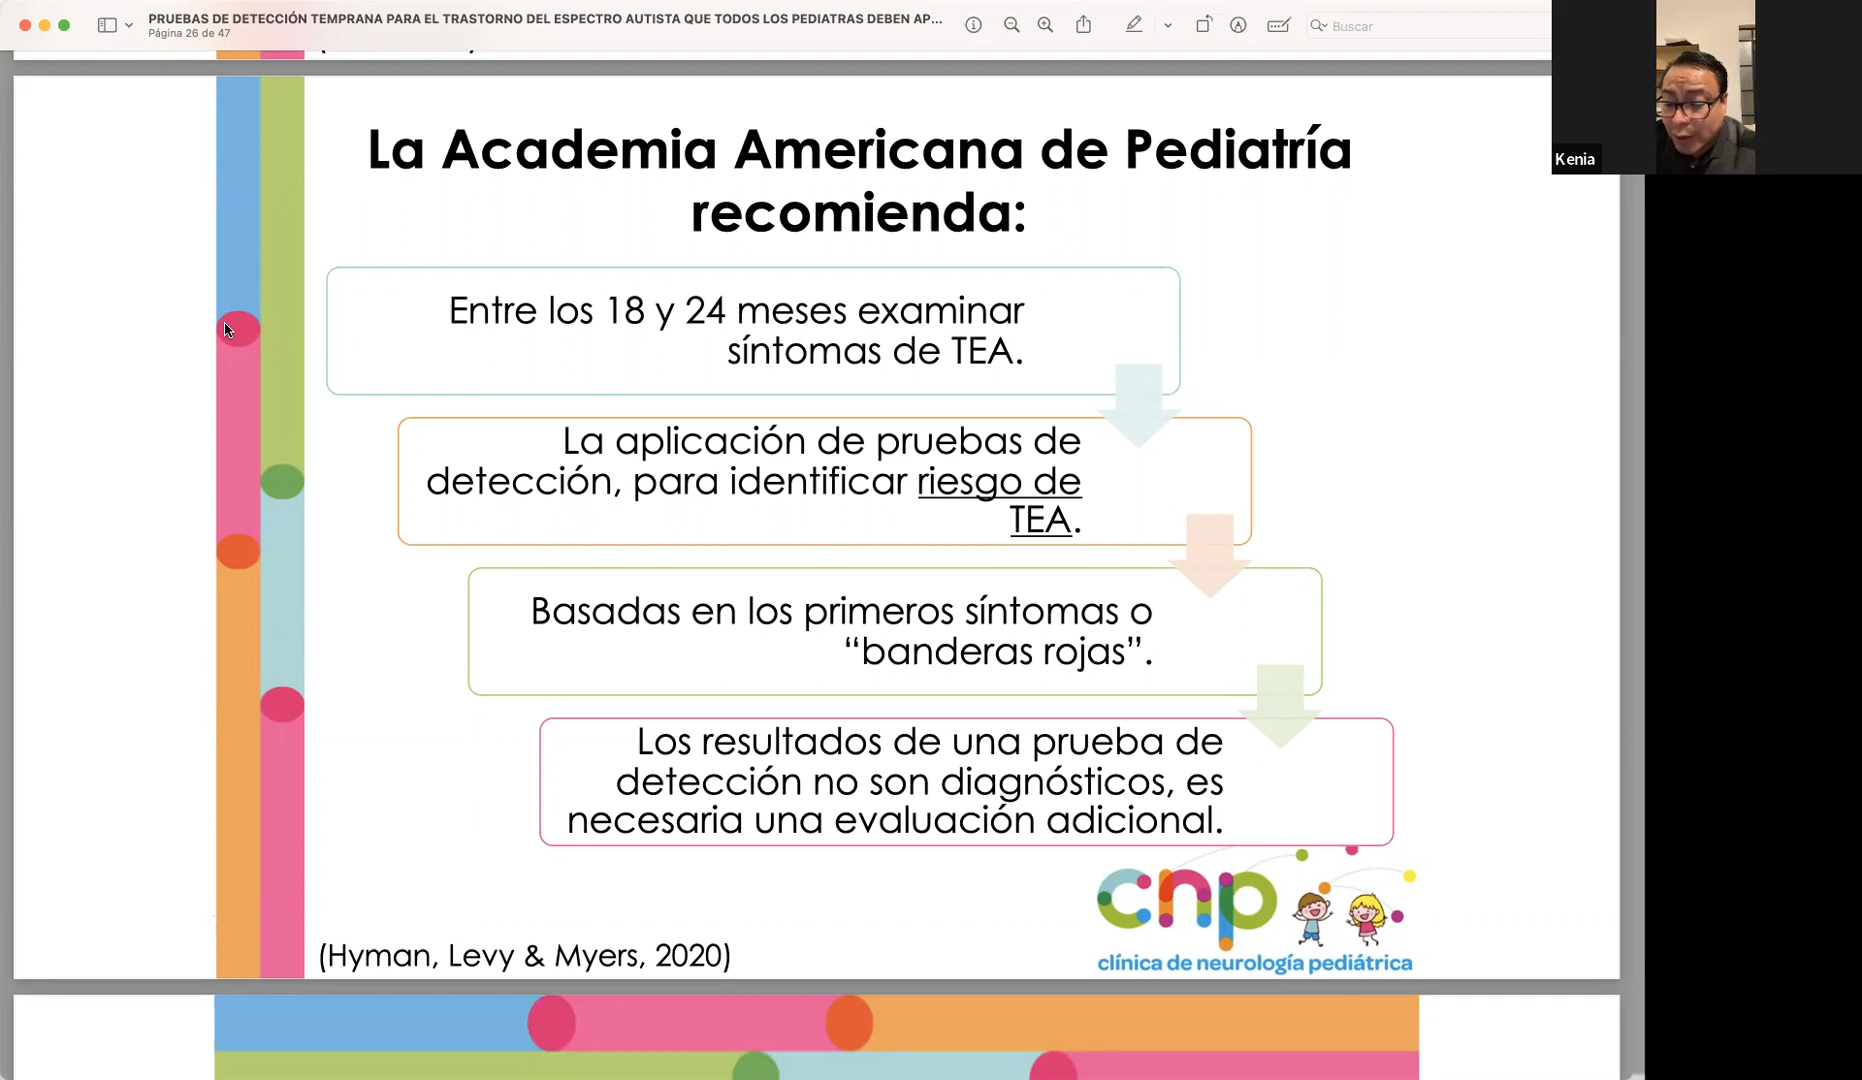 PRUEBAS DE DETECCIÓN TEMPRANA PARA EL TRASTORNO DEL ESPECTRO AUTISTA QUE TODOS LOS PEDIATRAS DEBEN AP...
Página 26 de 47
Buscar
Kenia
La Academia Americana de Pediatría
recomienda:
Entre los 18 y 24 meses examinar
síntomas de TEA.
La aplicación de pruebas de
detección, para identificar riesgo de
TEA.
Basadas en los primeros síntomas o
“banderas rojas”.
Los resultados de una prueba de
detección no son diagnósticos, es
necesaria una evaluación adicional.
(Hyman, Levy & Myers, 2020)
cnp
clínica de neurología pediátrica